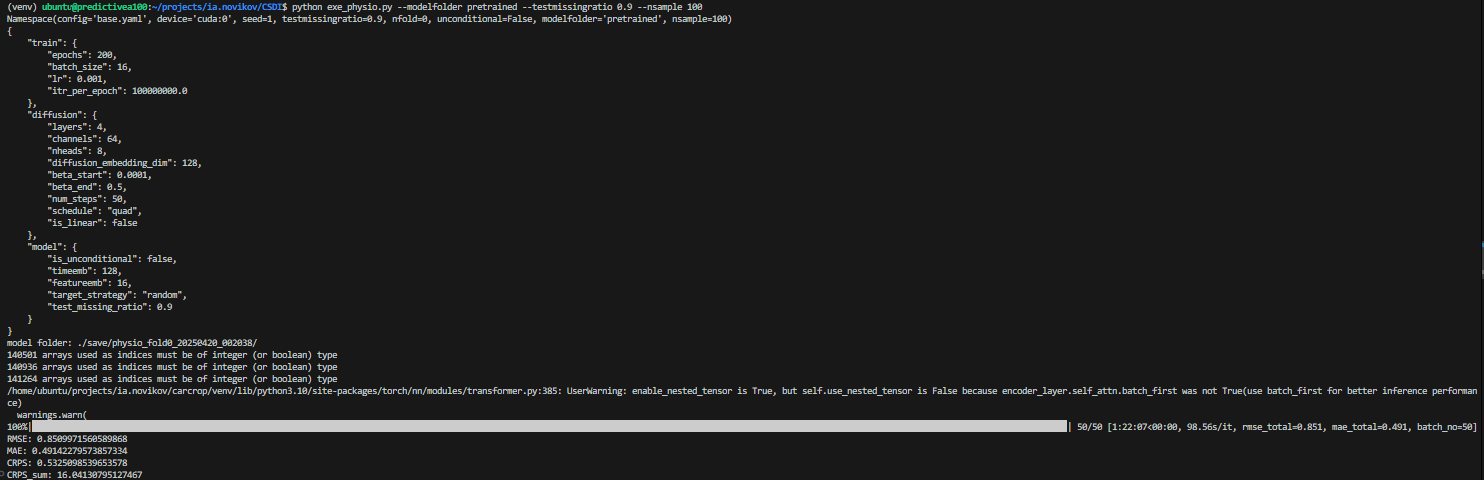 (venv) ubuntu@predictivea100:~/projects/ia.novikov/CSDI$ python exe_physio.py --modelfolder pretrained --testmissingratio 0.9 --nsample 100
Namespace(config='base.yaml', device='cuda:0', seed=1, testmissingratio=0.9, nfold=0, unconditional=False, modelfolder='pretrained', nsample=100)
{
    "train": {
        "epochs": 200,
        "batch_size": 16,
        "lr": 0.001,
        "itr_per_epoch": 100000000.0
    },
    "diffusion": {
        "layers": 4,
        "channels": 64,
        "nheads": 8,
        "diffusion_embedding_dim": 128,
        "beta_start": 0.0001,
        "beta_end": 0.5,
        "num_steps": 50,
        "schedule": "quad",
        "is_linear": false
    },
    "model": {
        "is_unconditional": false,
        "timeemb": 128,
        "featureemb": 16,
        "target_strategy": "random",
        "test_missing_ratio": 0.9
    }
}
model folder: ./save/physio_fold0_20250420_002038/
140501 arrays used as indices must be of integer (or boolean) type
140936 arrays used as indices must be of integer (or boolean) type
141264 arrays used as indices must be of integer (or boolean) type
/home/ubuntu/projects/ia.novikov/carcrop/venv/lib/python3.10/site-packages/torch/nn/modules/transformer.py:385: UserWarning: enable_nested_tensor is True, but self.use_nested_tensor is False because encoder_layer.self_attn.batch_first was not True(use batch_first for better inference performan
ce)
  warnings.warn(
100%| | 50/50 [1:22:07<00:00, 98.56s/it, rmse_total=0.851, mae_total=0.491, batch_no=50]
RMSE: 0.8509971560589868
MAE: 0.49142279573857334
CRPS: 0.5325098539653578
CRPS_sum: 16.04130795127467